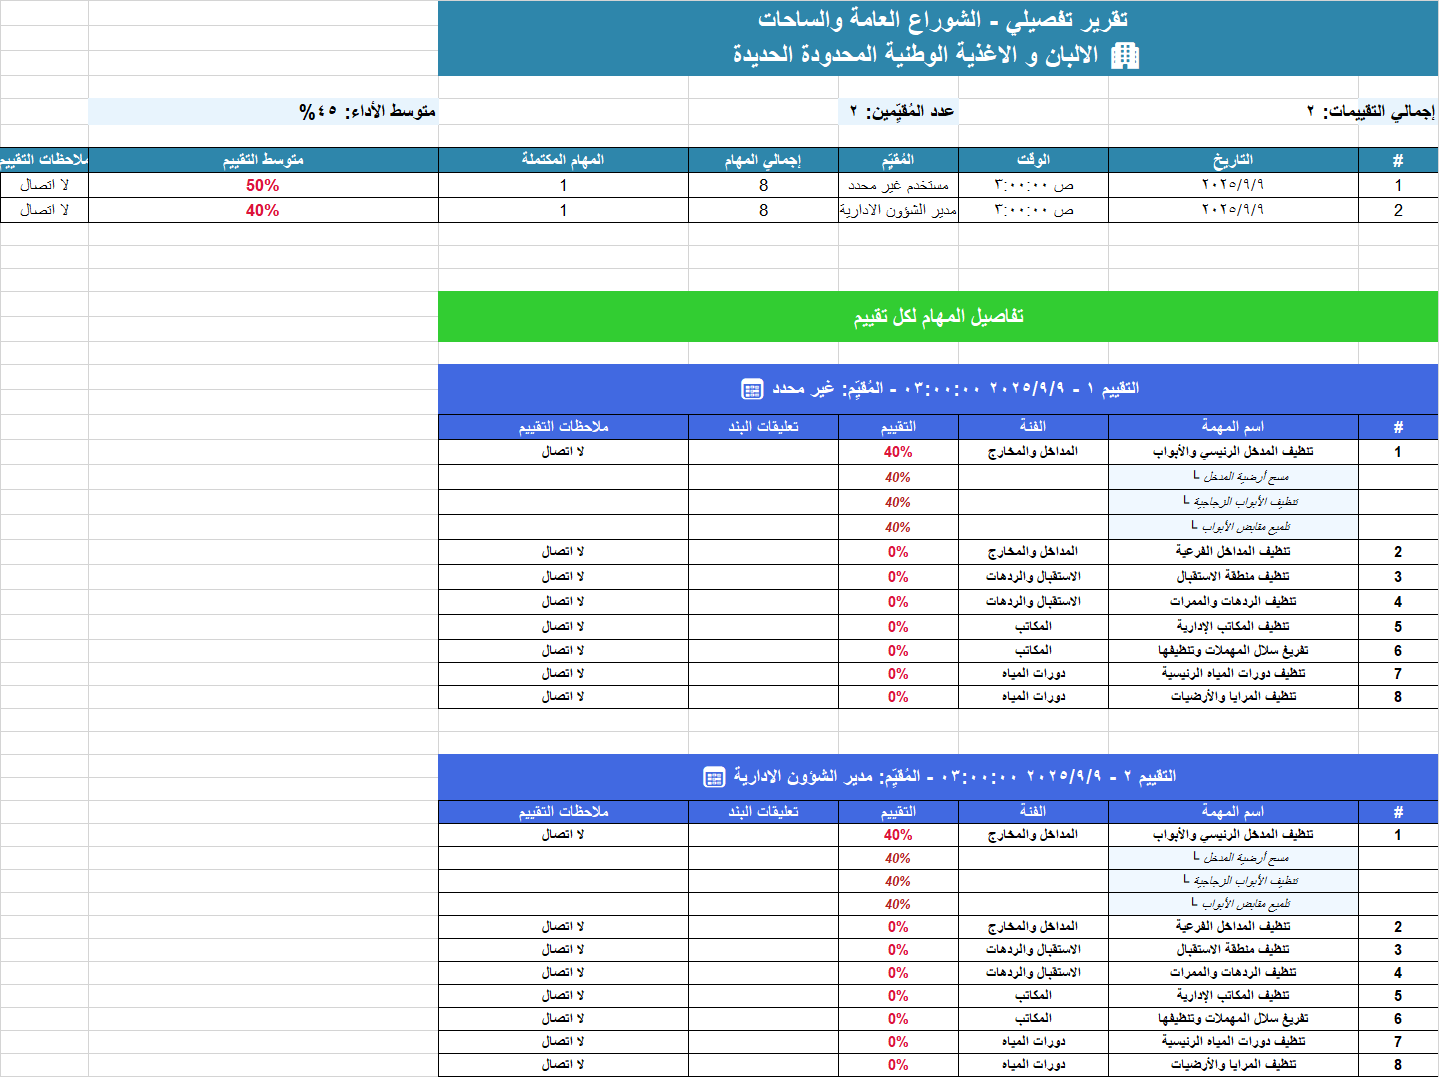 تقرير تفصيلي - الشوراع العامة والساحات
الالبان و الاغذية الوطنية المحدودة الحديدة
إجمالي التقييمات: ٢ عدد المُقيّمين: ٢ متوسط الأداء: ٤٥%
# التاريخ الوقت المُقيّم إجمالي المهام المهام المكتملة متوسط التقييم ملاحظات التقييم
1 ٢٠٢٥/٩/٩ ٣:٠٠:٠٠ ص مستخدم غير محدد 8 1 50% لا اتصال
2 ٢٠٢٥/٩/٩ ٣:٠٠:٠٠ ص مدير الشؤون الادارية 8 1 40% لا اتصال
تفاصيل المهام لكل تقييم
التقييم ١ - ٢٠٢٥/٩/٩ ٠٣:٠٠:٠٠ - المُقيّم: غير محدد
# اسم المهمة الفئة التقييم تعليقات البند ملاحظات التقييم
1 تنظيف المدخل الرئيسي والأبواب المداخل والمخارج 40% لا اتصال
└ مسح أرضية المدخل 40%
└ تنظيف الأبواب الزجاجية 40%
└ تلميع مقابض الأبواب 40%
2 تنظيف المداخل الفرعية المداخل والمخارج 0% لا اتصال
3 تنظيف منطقة الاستقبال الاستقبال والردهات 0% لا اتصال
4 تنظيف الردهات والممرات الاستقبال والردهات 0% لا اتصال
5 تنظيف المكاتب الإدارية المكاتب 0% لا اتصال
6 تفريغ سلال المهملات وتنظيفها المكاتب 0% لا اتصال
7 تنظيف دورات المياه الرئيسية دورات المياه 0% لا اتصال
8 تنظيف المرايا والأرضيات دورات المياه 0% لا اتصال
التقييم ٢ - ٢٠٢٥/٩/٩ ٠٣:٠٠:٠٠ - المُقيّم: مدير الشؤون الادارية
# اسم المهمة الفئة التقييم تعليقات البند ملاحظات التقييم
1 تنظيف المدخل الرئيسي والأبواب المداخل والمخارج 40% لا اتصال
└ مسح أرضية المدخل 40%
└ تنظيف الأبواب الزجاجية 40%
└ تلميع مقابض الأبواب 40%
2 تنظيف المداخل الفرعية المداخل والمخارج 0% لا اتصال
3 تنظيف منطقة الاستقبال الاستقبال والردهات 0% لا اتصال
4 تنظيف الردهات والممرات الاستقبال والردهات 0% لا اتصال
5 تنظيف المكاتب الإدارية المكاتب 0% لا اتصال
6 تفريغ سلال المهملات وتنظيفها المكاتب 0% لا اتصال
7 تنظيف دورات المياه الرئيسية دورات المياه 0% لا اتصال
8 تنظيف المرايا والأرضيات دورات المياه 0% لا اتصال